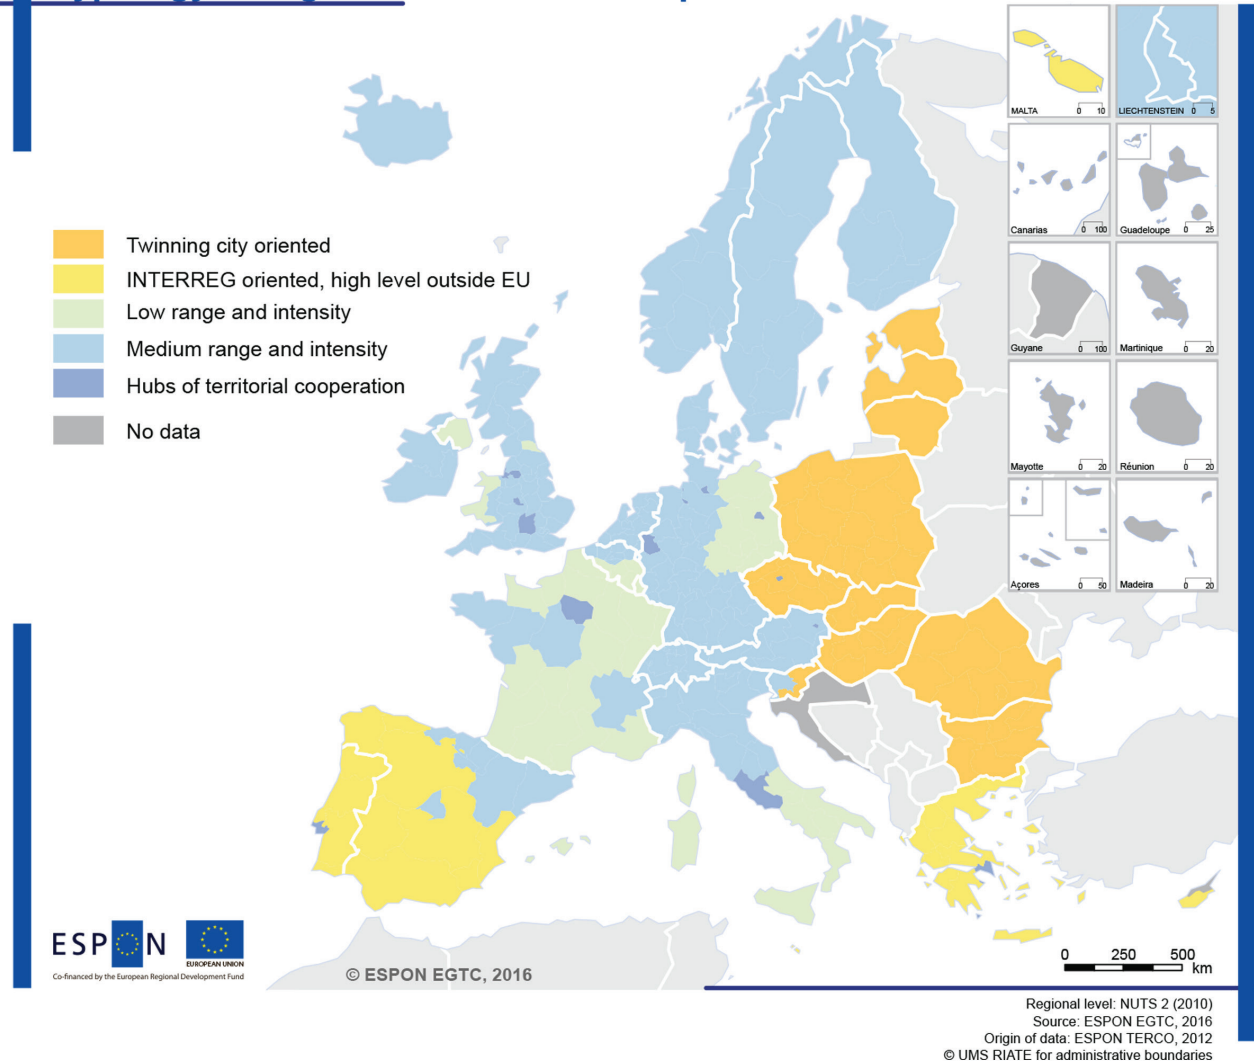 MALTA
0 10
LIECHTENSTEIN 0 5
Canarias
0 100
Guadeloupe
0 25
Guyane
0 100
Martinique
0 20
Mayotte
0 20
Réunion
0 20
Açores
0 50
Madeira
0 20
Twinning city oriented
INTERREG oriented, high level outside EU
Low range and intensity
Medium range and intensity
Hubs of territorial cooperation
No data
ESPON
EUROPEAN UNION
Co-financed by the European Regional Development Fund
© ESPON EGTC, 2016
0 250 500
km
Regional level: NUTS 2 (2010)
Source: ESPON EGTC, 2016
Origin of data: ESPON TERCO, 2012
© UMS RIATE for administrative boundaries